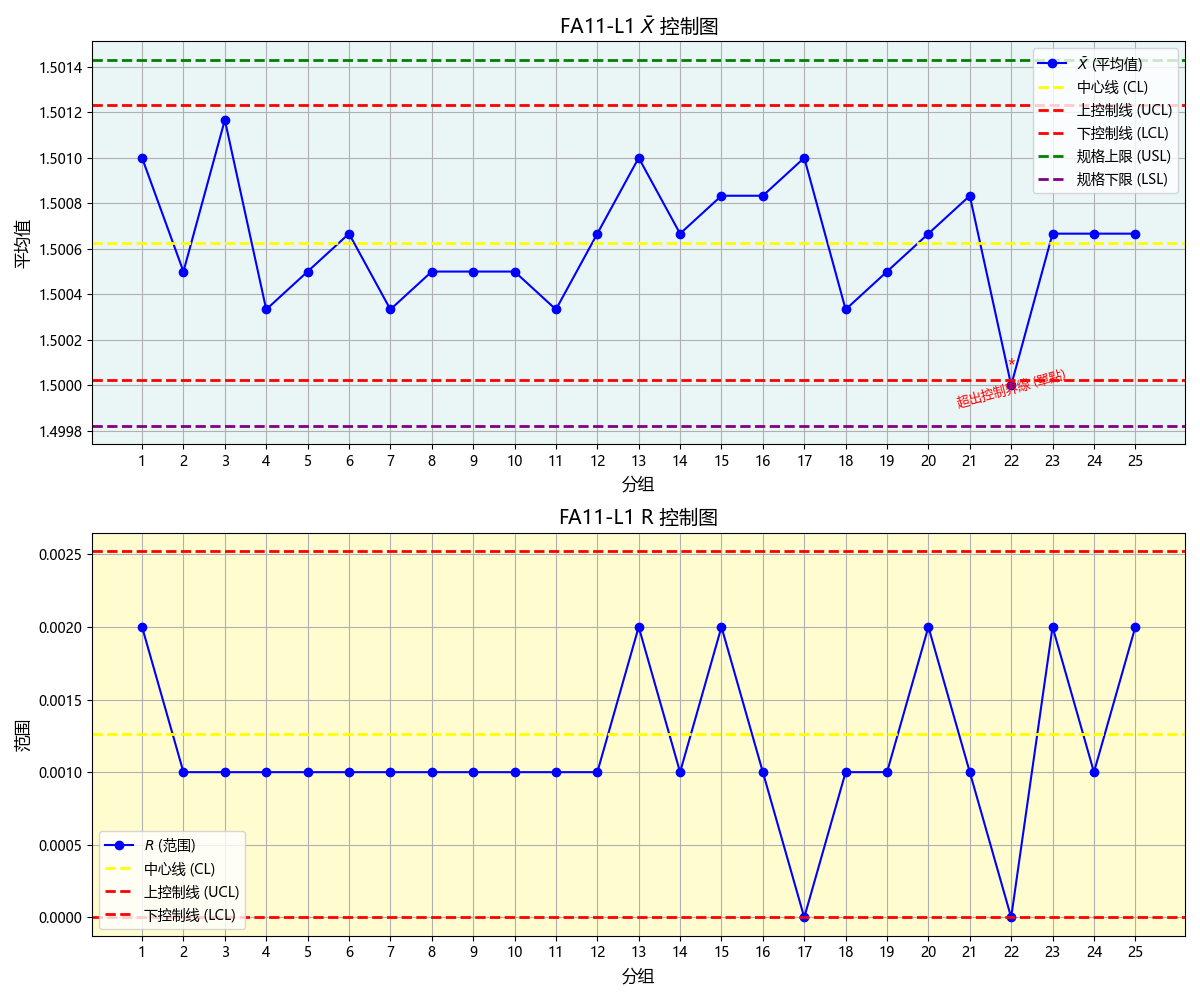 FA11-L1 X̄ 控制图
1.5014
1.5012
1.5010
1.5008
1.5006
1.5004
1.5002
1.5000
1.4998
平均值
X̄ (平均值)
中心线 (CL)
上控制线 (UCL)
下控制线 (LCL)
规格上限 (USL)
规格下限 (LSL)
*
超出控制界線 (單點)
1 2 3 4 5 6 7 8 9 10 11 12 13 14 15 16 17 18 19 20 21 22 23 24 25
分组
FA11-L1 R 控制图
0.0025
0.0020
0.0015
0.0010
0.0005
0.0000
范围
R (范围)
中心线 (CL)
上控制线 (UCL)
下控制线 (LCL)
1 2 3 4 5 6 7 8 9 10 11 12 13 14 15 16 17 18 19 20 21 22 23 24 25
分组